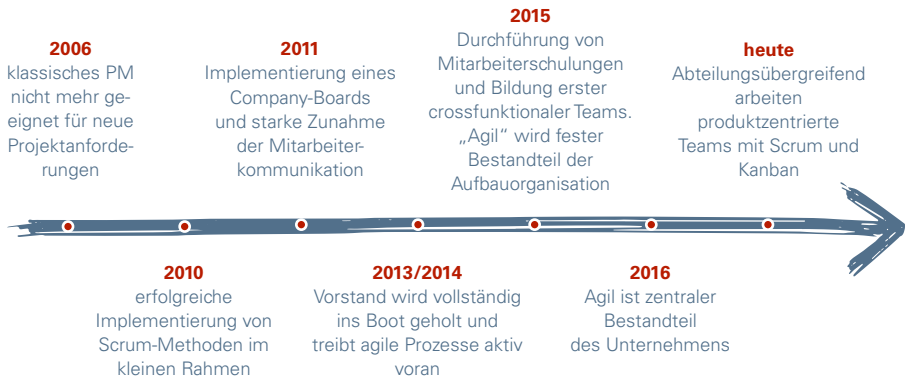 2006
klassisches PM
nicht mehr ge-
eignet für neue
Projektanforde-
rungen
2010
erfolgreiche
Implementierung von
Scrum-Methoden im
kleinen Rahmen
2011
Implementierung eines
Company-Boards
und starke Zunahme
der Mitarbeiter-
kommunikation
2013/2014
Vorstand wird vollständig
ins Boot geholt und
treibt agile Prozesse aktiv
voran
2015
Durchführung von
Mitarbeiterschulungen
und Bildung erster
crossfunktionaler Teams.
„Agil“ wird fester
Bestandteil der
Aufbauorganisation
2016
Agil ist zentraler
Bestandteil
des Unternehmens
heute
Abteilungsübergreifend
arbeiten
produktzentrierte
Teams mit Scrum und
Kanban